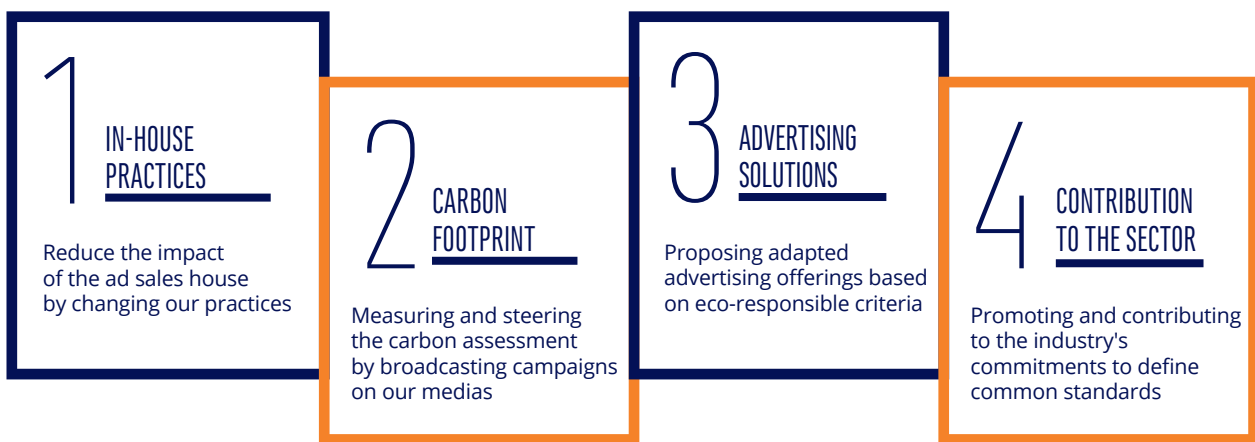 1
IN-HOUSE
PRACTICES
Reduce the impact
of the ad sales house
by changing our practices
2
CARBON
FOOTPRINT
Measuring and steering
the carbon assessment
by broadcasting campaigns
on our medias
3
ADVERTISING
SOLUTIONS
Proposing adapted
advertising offerings based
on eco-responsible criteria
4
CONTRIBUTION
TO THE SECTOR
Promoting and contributing
to the industry's
commitments to define
common standards